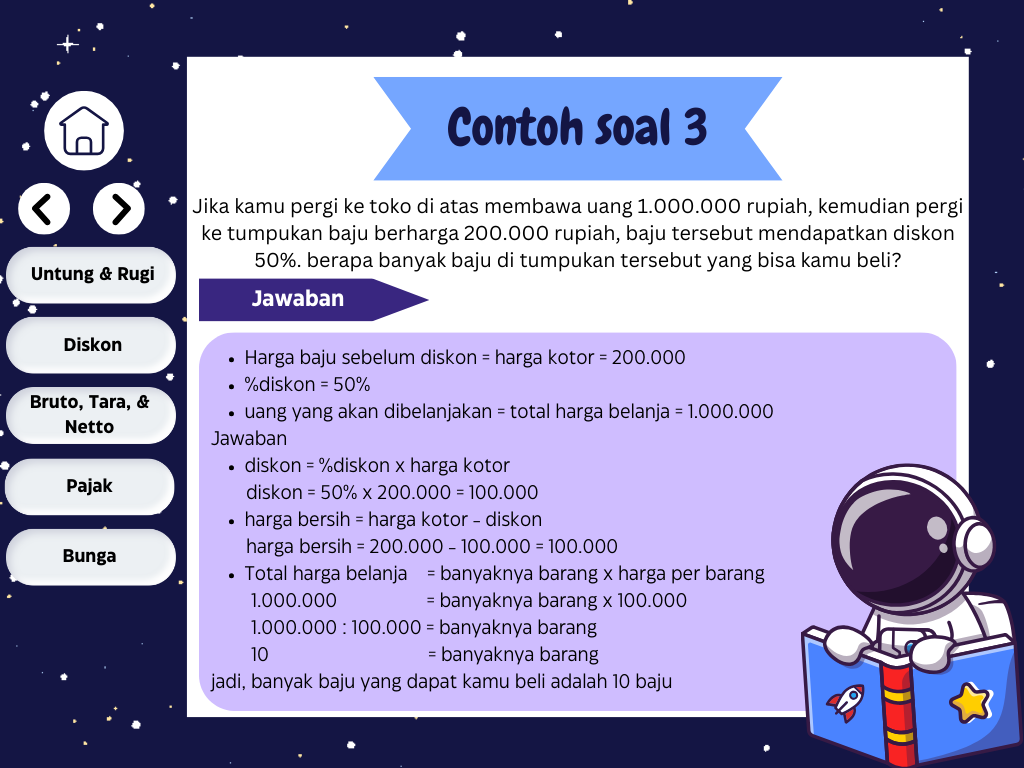 Contoh soal 3
Jika kamu pergi ke toko di atas membawa uang 1.000.000 rupiah, kemudian pergi
ke tumpukan baju berharga 200.000 rupiah, baju tersebut mendapatkan diskon
50%. berapa banyak baju di tumpukan tersebut yang bisa kamu beli?
Untung & Rugi
Diskon
Bruto, Tara, &
Netto
Pajak
Bunga
Jawaban
• Harga baju sebelum diskon = harga kotor = 200.000
• %diskon = 50%
• uang yang akan dibelanjakan = total harga belanja = 1.000.000
Jawaban
• diskon = %diskon x harga kotor
diskon = 50% x 200.000 = 100.000
• harga bersih = harga kotor - diskon
harga bersih = 200.000 - 100.000 = 100.000
• Total harga belanja = banyaknya barang x harga per barang
1.000.000 = banyaknya barang x 100.000
1.000.000 : 100.000 = banyaknya barang
10 = banyaknya barang
jadi, banyak baju yang dapat kamu beli adalah 10 baju